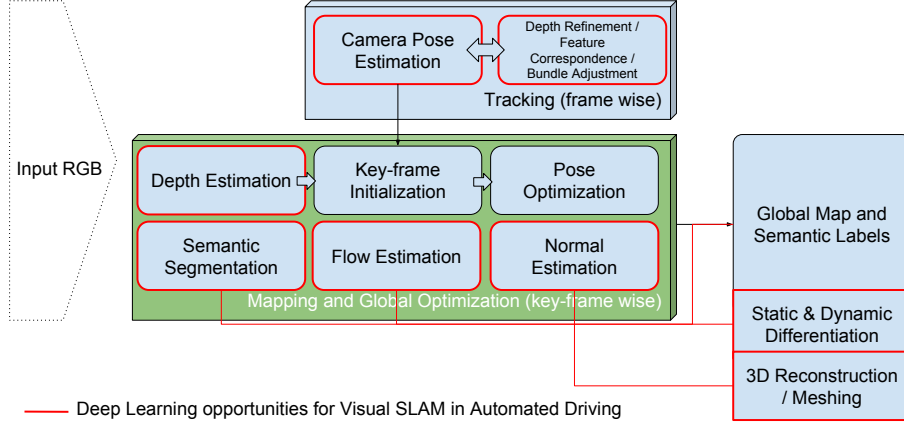 Input RGB
Camera Pose
Estimation
Depth Refinement /
Feature
Correspondence /
Bundle Adjustment
Tracking (frame wise)
Depth Estimation
Key-frame
Initialization
Pose
Optimization
Semantic
Segmentation
Flow Estimation
Normal
Estimation
Mapping and Global Optimization (key-frame wise)
Global Map and
Semantic Labels
Static & Dynamic
Differentiation
3D Reconstruction
/ Meshing
Deep Learning opportunities for Visual SLAM in Automated Driving